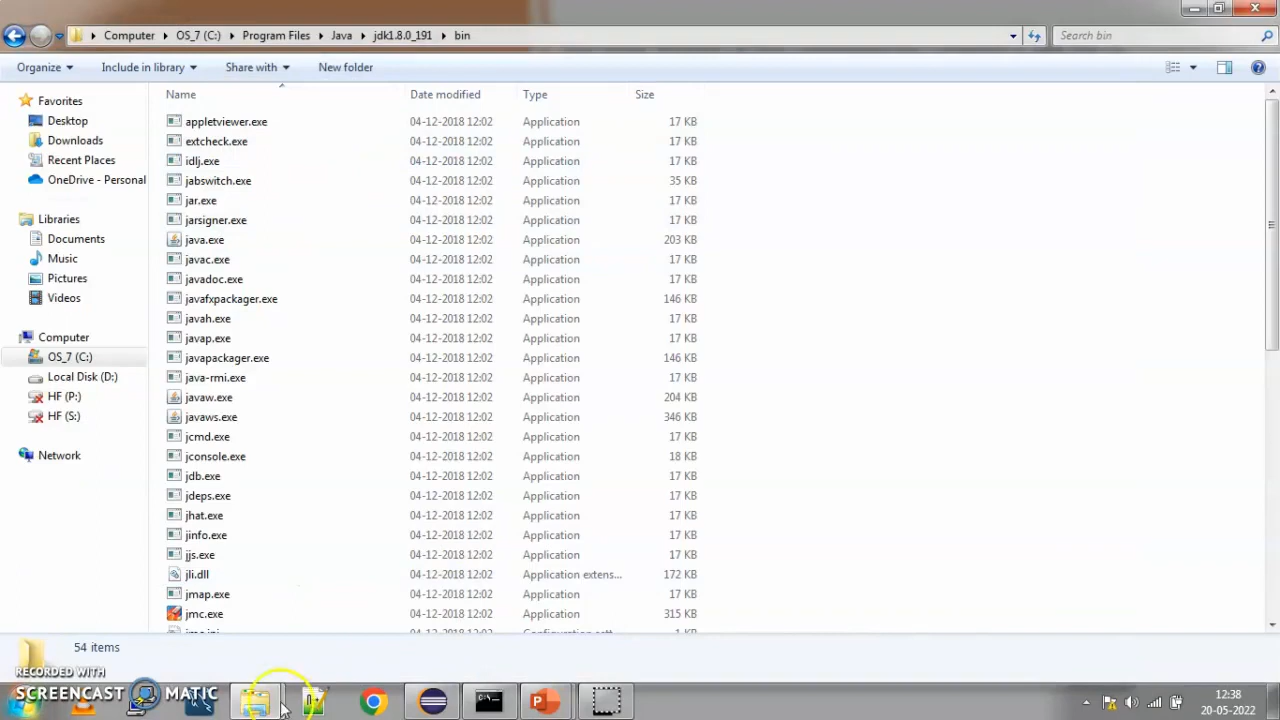 Computer OS_7 (C:) Program Files Java jdk1.8.0_191 bin Search bin
Organize Include in library Share with New folder
Name Date modified Type Size
Favorites
Desktop
Downloads
Recent Places
OneDrive - Personal
Libraries
Documents
Music
Pictures
Videos
Computer
OS_7 (C:)
Local Disk (D:)
HF (P:)
HF (S:)
Network
appletviewer.exe 04-12-2018 12:02 Application 17 KB
extcheck.exe 04-12-2018 12:02 Application 17 KB
idlj.exe 04-12-2018 12:02 Application 17 KB
jabswitch.exe 04-12-2018 12:02 Application 35 KB
jar.exe 04-12-2018 12:02 Application 17 KB
jarsigner.exe 04-12-2018 12:02 Application 17 KB
java.exe 04-12-2018 12:02 Application 203 KB
javac.exe 04-12-2018 12:02 Application 17 KB
javadoc.exe 04-12-2018 12:02 Application 17 KB
javafxpackager.exe 04-12-2018 12:02 Application 146 KB
javah.exe 04-12-2018 12:02 Application 17 KB
javap.exe 04-12-2018 12:02 Application 17 KB
javapackager.exe 04-12-2018 12:02 Application 146 KB
java-rmi.exe 04-12-2018 12:02 Application 17 KB
javaw.exe 04-12-2018 12:02 Application 204 KB
javaws.exe 04-12-2018 12:02 Application 346 KB
jcmd.exe 04-12-2018 12:02 Application 17 KB
jconsole.exe 04-12-2018 12:02 Application 18 KB
jdb.exe 04-12-2018 12:02 Application 17 KB
jdeps.exe 04-12-2018 12:02 Application 17 KB
jhat.exe 04-12-2018 12:02 Application 17 KB
jinfo.exe 04-12-2018 12:02 Application 17 KB
jjs.exe 04-12-2018 12:02 Application 17 KB
jli.dll 04-12-2018 12:02 Application extens... 172 KB
jmap.exe 04-12-2018 12:02 Application 17 KB
jmc.exe 04-12-2018 12:02 Application 315 KB
54 items
RECORDED WITH
SCREENCAST MATIC
12:38
20-05-2022